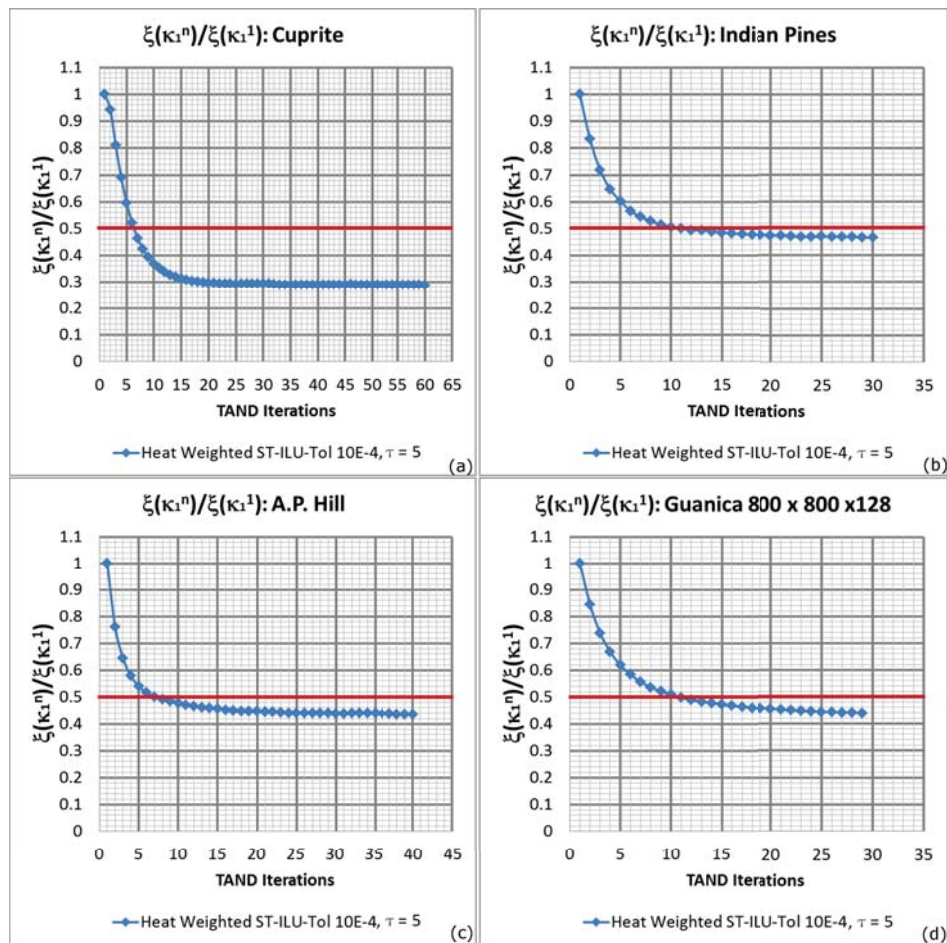 ξ(κ₁ⁿ)/ξ(κ₁¹): Cuprite
ξ(κ₁ⁿ)/ξ(κ₁¹)
1.1
1
0.9
0.8
0.7
0.6
0.5
0.4
0.3
0.2
0.1
0
0 5 10 15 20 25 30 35 40 45 50 55 60 65
TAND Iterations
Heat Weighted ST-ILU-Tol 10E-4, τ = 5
(a)
ξ(κ₁ⁿ)/ξ(κ₁¹): Indian Pines
ξ(κ₁ⁿ)/ξ(κ₁¹)
1.1
1
0.9
0.8
0.7
0.6
0.5
0.4
0.3
0.2
0.1
0
0 5 10 15 20 25 30 35
TAND Iterations
Heat Weighted ST-ILU-Tol 10E-4, τ = 5
(b)
ξ(κ₁ⁿ)/ξ(κ₁¹): A.P. Hill
ξ(κ₁ⁿ)/ξ(κ₁¹)
1.1
1
0.9
0.8
0.7
0.6
0.5
0.4
0.3
0.2
0.1
0
0 5 10 15 20 25 30 35 40 45
TAND Iterations
Heat Weighted ST-ILU-Tol 10E-4, τ = 5
(c)
ξ(κ₁ⁿ)/ξ(κ₁¹): Guanica 800 x 800 x128
ξ(κ₁ⁿ)/ξ(κ₁¹)
1.1
1
0.9
0.8
0.7
0.6
0.5
0.4
0.3
0.2
0.1
0
0 5 10 15 20 25 30 35
TAND Iterations
Heat Weighted ST-ILU-Tol 10E-4, τ = 5
(d)